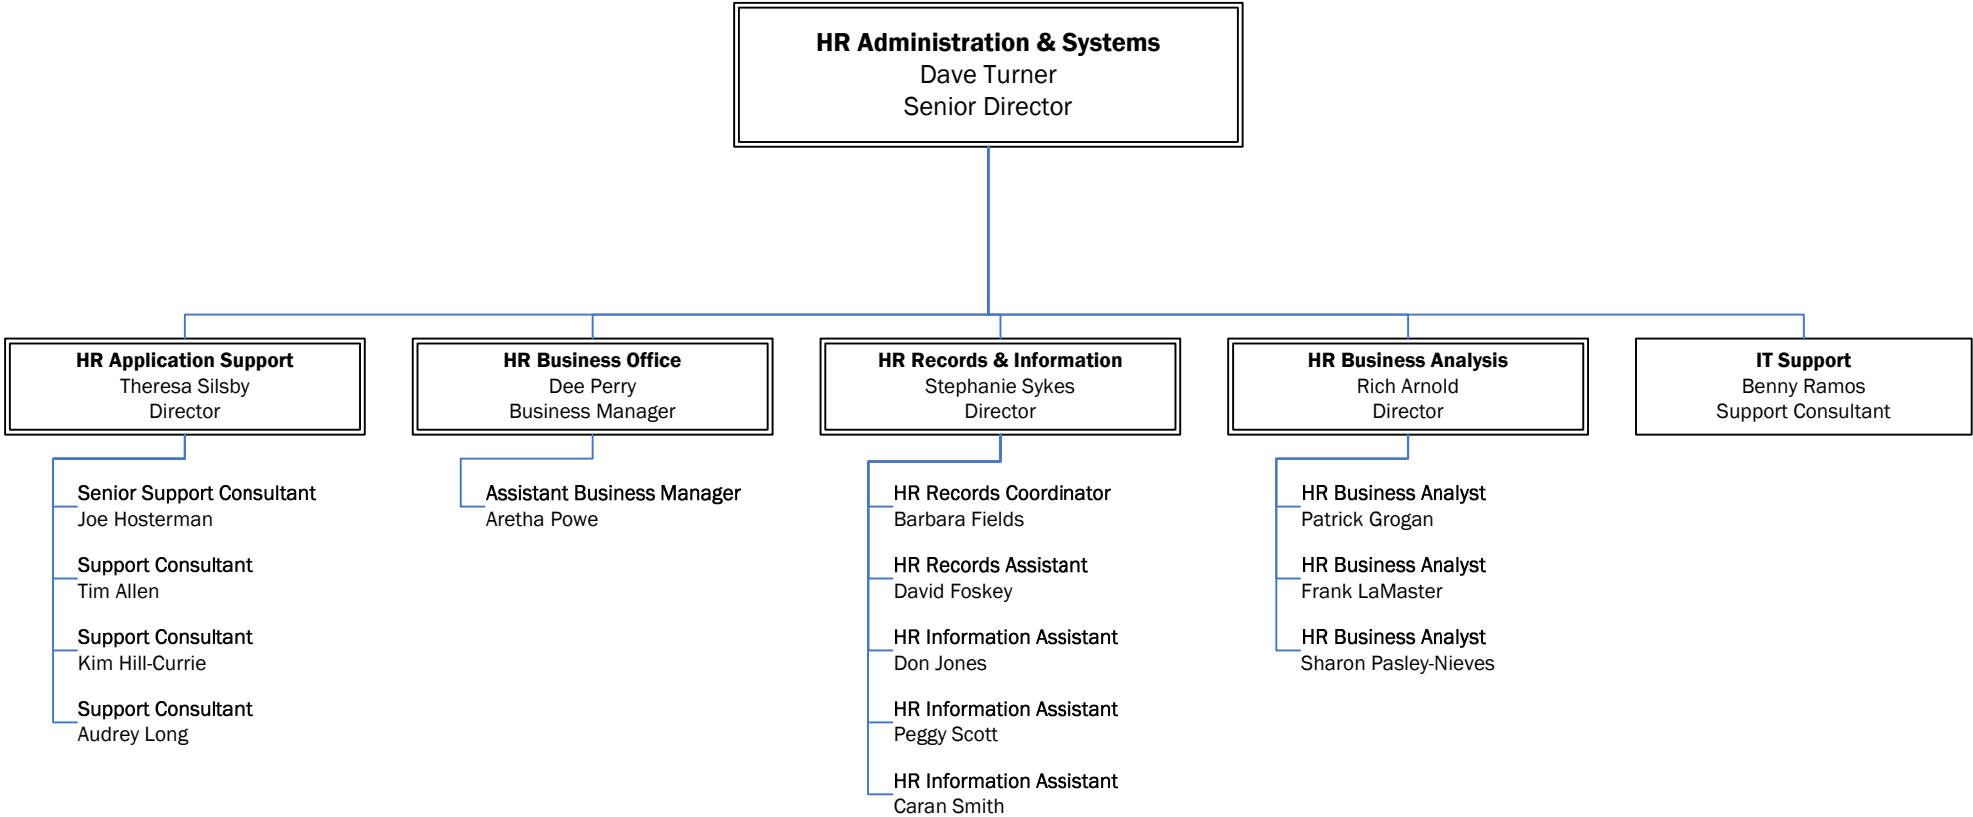 HR Administration & Systems
Dave Turner
Senior Director
HR Application Support
Theresa Silsby
Director
HR Business Office
Dee Perry
Business Manager
HR Records & Information
Stephanie Sykes
Director
HR Business Analysis
Rich Arnold
Director
IT Support
Benny Ramos
Support Consultant
Senior Support Consultant
Joe Hosterman
Support Consultant
Tim Allen
Support Consultant
Kim Hill-Currie
Support Consultant
Audrey Long
Assistant Business Manager
Aretha Powe
HR Records Coordinator
Barbara Fields
HR Records Assistant
David Foskey
HR Information Assistant
Don Jones
HR Information Assistant
Peggy Scott
HR Information Assistant
Caran Smith
HR Business Analyst
Patrick Grogan
HR Business Analyst
Frank LaMaster
HR Business Analyst
Sharon Pasley-Nieves